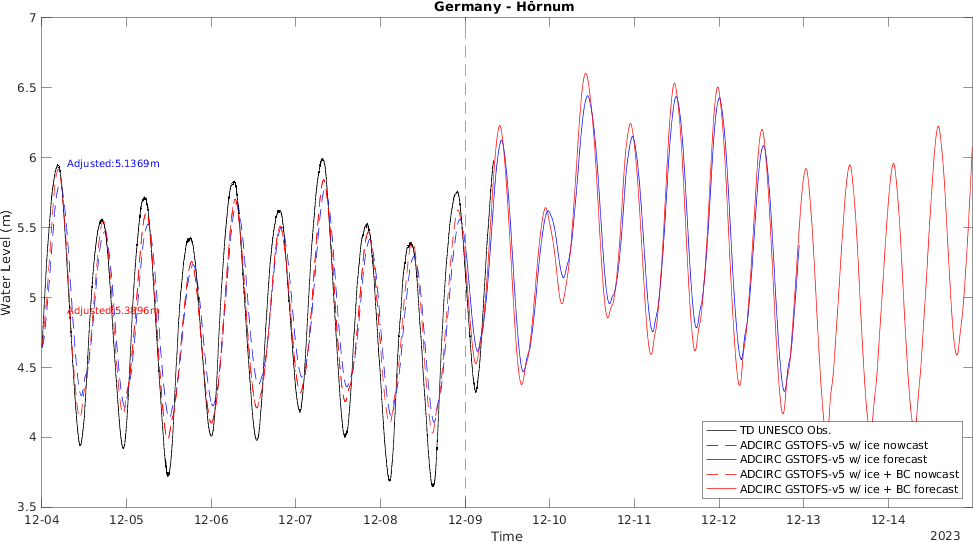 Germany - Hörnum
7
6.5
6
5.5
5
4.5
4
3.5
Water Level (m)
Adjusted:5.1369m
Adjusted:5.3896m
TD UNESCO Obs.
ADCIRC GSTOFS-v5 w/ ice nowcast
ADCIRC GSTOFS-v5 w/ ice forecast
ADCIRC GSTOFS-v5 w/ ice + BC nowcast
ADCIRC GSTOFS-v5 w/ ice + BC forecast
12-04 12-05 12-06 12-07 12-08 12-09 12-10 12-11 12-12 12-13 12-14
Time
2023